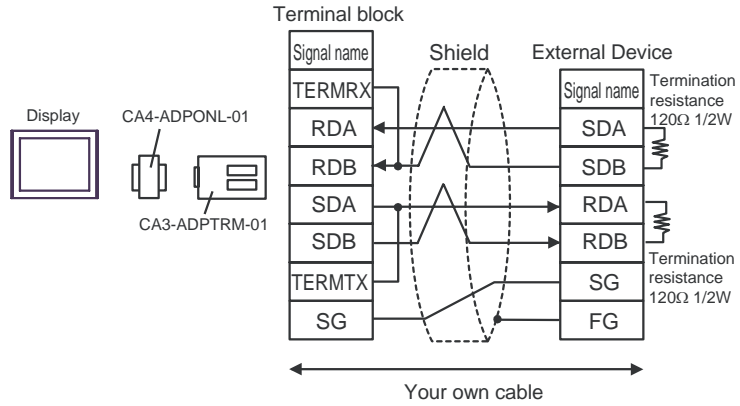 Terminal block
Shield
External Device
Display
CA4-ADPONL-01
CA3-ADPTRM-01
Signal name
TERMRX
RDA
RDB
SDA
SDB
TERMTX
SG
Signal name
SDA
SDB
RDA
RDB
SG
FG
Termination
resistance
120Ω 1/2W
Termination
resistance
120Ω 1/2W
Your own cable